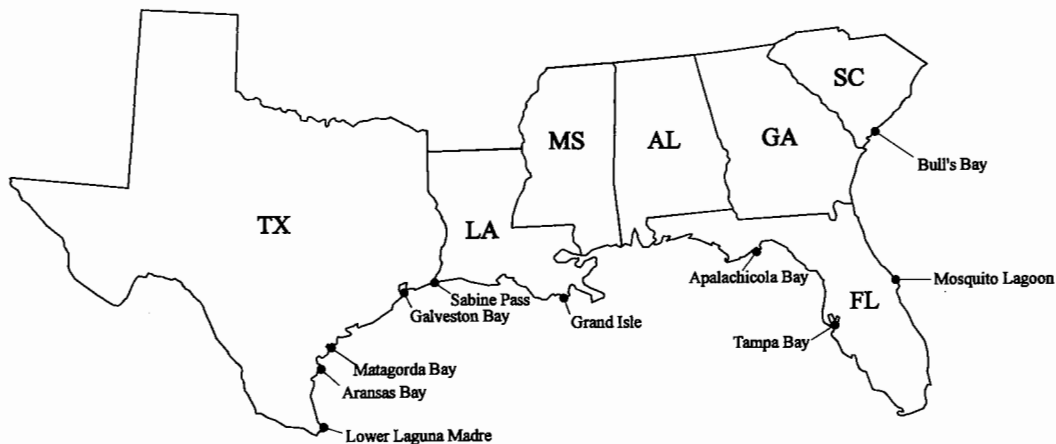 SC
MS
AL
GA
Bull's Bay
TX
LA
Apalachicola Bay
Mosquito Lagoon
Sabine Pass
FL
Galveston Bay
Grand Isle
Tampa Bay
Matagorda Bay
Aransas Bay
Lower Laguna Madre